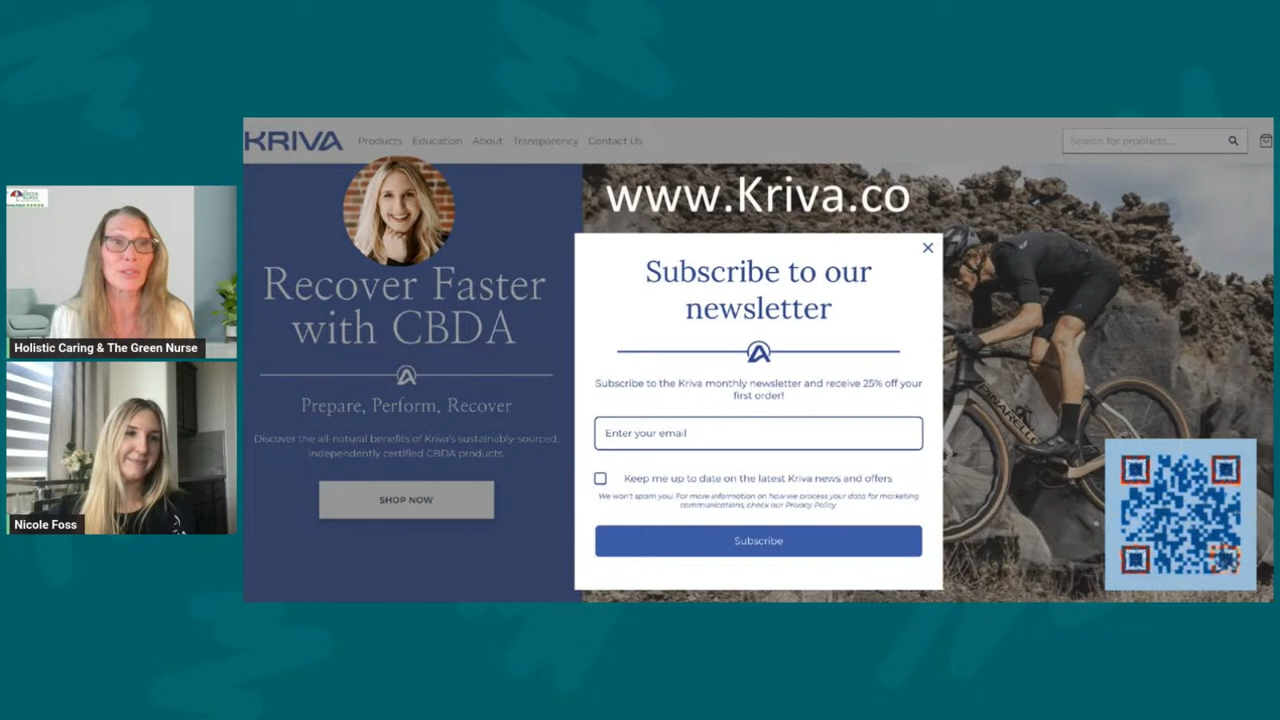 GREEN
NURSE
Holistic Caring & The Green Nurse
Nicole Foss
KRIVA
Products Education About Transparency Contact Us
Search for products...
www.Kriva.co
Recover Faster
with CBDA
Prepare, Perform, Recover
Discover the all-natural benefits of Kriva's sustainably-sourced,
independently certified CBDA products.
SHOP NOW
Subscribe to our
newsletter
Subscribe to the Kriva monthly newsletter and receive 25% off your
first order!
Enter your email
Keep me up to date on the latest Kriva news and offers
We won't spam you! For more information on how we process your data for marketing
communications, check our Privacy Policy
Subscribe
PINARELLO